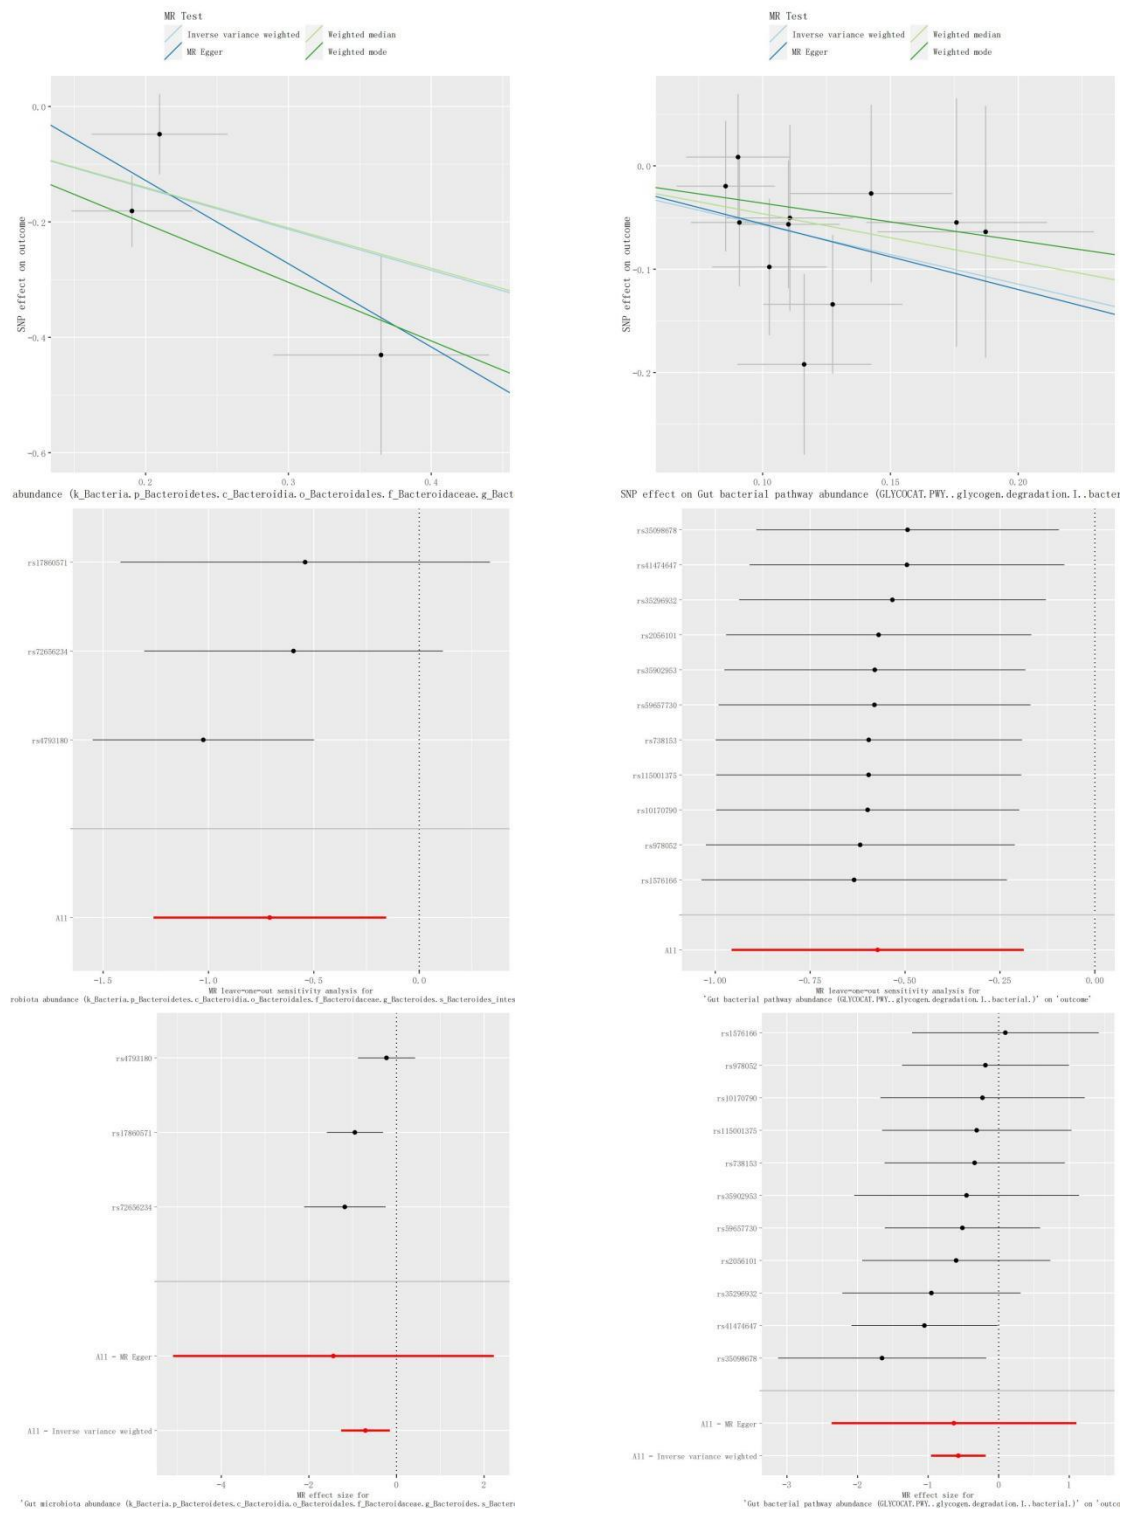 MR Test
Inverse variance weighted
Weighted median
MR Egger
Weighted mode
SNP effect on outcome
0.0
-0.2
-0.4
-0.6
0.2
0.3
0.4
abundance (k_Bacteria.p_Bacteroidetes.c_Bacteroidia.o_Bacteroidales.f_Bacteroidaceae.g_Bact
MR Test
Inverse variance weighted
Weighted median
MR Egger
Weighted mode
SNP effect on outcome
0.0
-0.1
-0.2
0.10
0.15
0.20
SNP effect on Gut bacterial pathway abundance (GLYCOCAT.PWY..glycogen.degradation.I..bacter
rs17860571
rs72656234
rs4793180
All
-1.5
-1.0
-0.5
0.0
MR leave-one-out sensitivity analysis for
robiota abundance (k_Bacteria.p_Bacteroidetes.c_Bacteroidia.o_Bacteroidales.f_Bacteroidaceae.g_Bacteroides.s_Bacteroides_intes
rs35098678
rs41474647
rs35296932
rs2056101
rs35902953
rs59657730
rs738153
rs115001375
rs10170790
rs978052
rs1576166
All
-1.00
-0.75
-0.50
-0.25
0.00
MR leave-one-out sensitivity analysis for
'Gut bacterial pathway abundance (GLYCOCAT.PWY..glycogen.degradation.I..bacterial.)' on 'outcome'
rs4793180
rs17860571
rs72656234
All - MR Egger
All - Inverse variance weighted
-4
-2
0
2
MR effect size for
'Gut microbiota abundance (k_Bacteria.p_Bacteroidetes.c_Bacteroidia.o_Bacteroidales.f_Bacteroidaceae.g_Bacteroides.s_Bacter
rs1576166
rs978052
rs10170790
rs115001375
rs738153
rs35902953
rs59657730
rs2056101
rs35296932
rs41474647
rs35098678
All - MR Egger
All - Inverse variance weighted
-3
-2
-1
0
1
MR effect size for
'Gut bacterial pathway abundance (GLYCOCAT.PWY..glycogen.degradation.I..bacterial.)' on 'outco